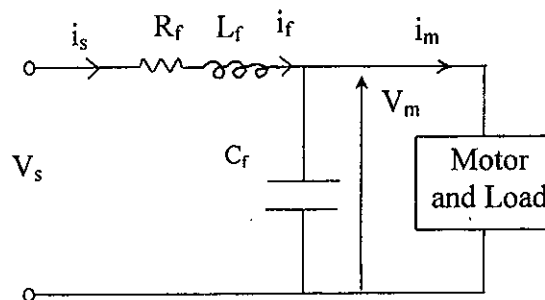 i_s R_f L_f i_f i_m
V_m
V_s
C_f
Motor
and Load